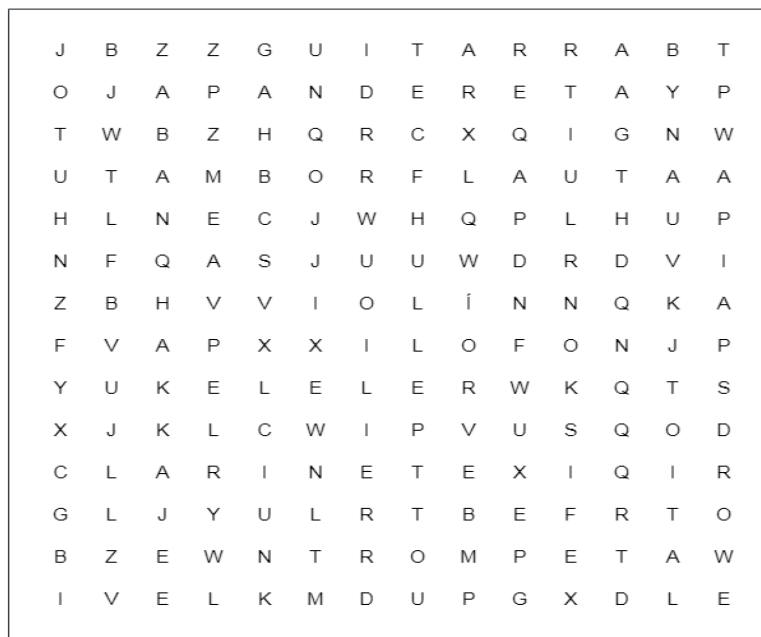 J B Z Z G U I T A R R A B T
O J A P A N D E R E T A Y P
T W B Z H Q R C X Q I G N W
U T A M B O R F L A U T A A
H L N E C J W H Q P L H U P
N F Q A S J U U W D R D V I
Z B H V V I O L Í N N Q K A
F V A P X X I L O F O N J P
Y U K E L E L E R W K Q T S
X J K L C W I P V U S Q O D
C L A R I N E T E X I Q I R
G L J Y U L R T B E F R T O
B Z E W N T R O M P E T A W
I V E L K M D U P G X D L E